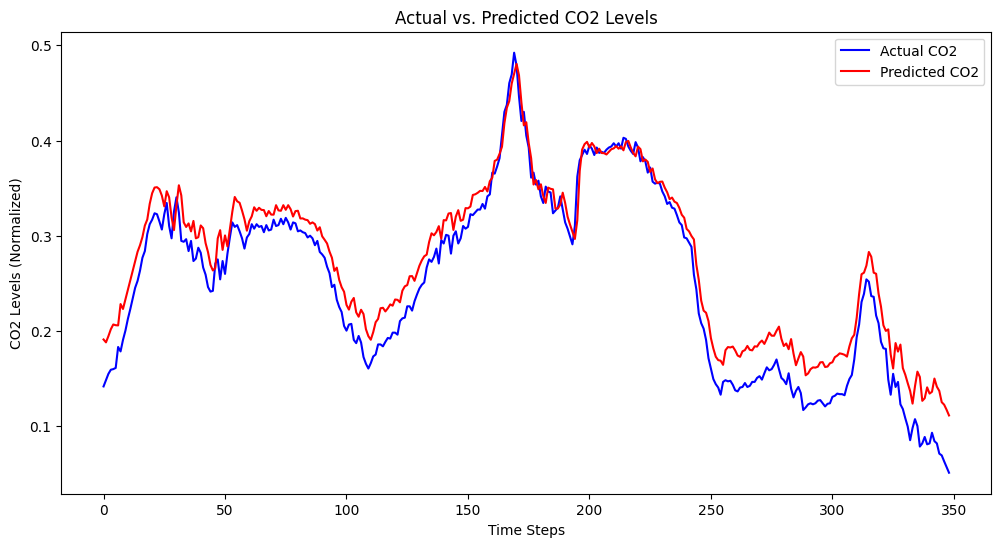 Actual vs. Predicted CO2 Levels
Actual CO2
Predicted CO2
CO2 Levels (Normalized)
0.5
0.4
0.3
0.2
0.1
0 50 100 150 200 250 300 350
Time Steps